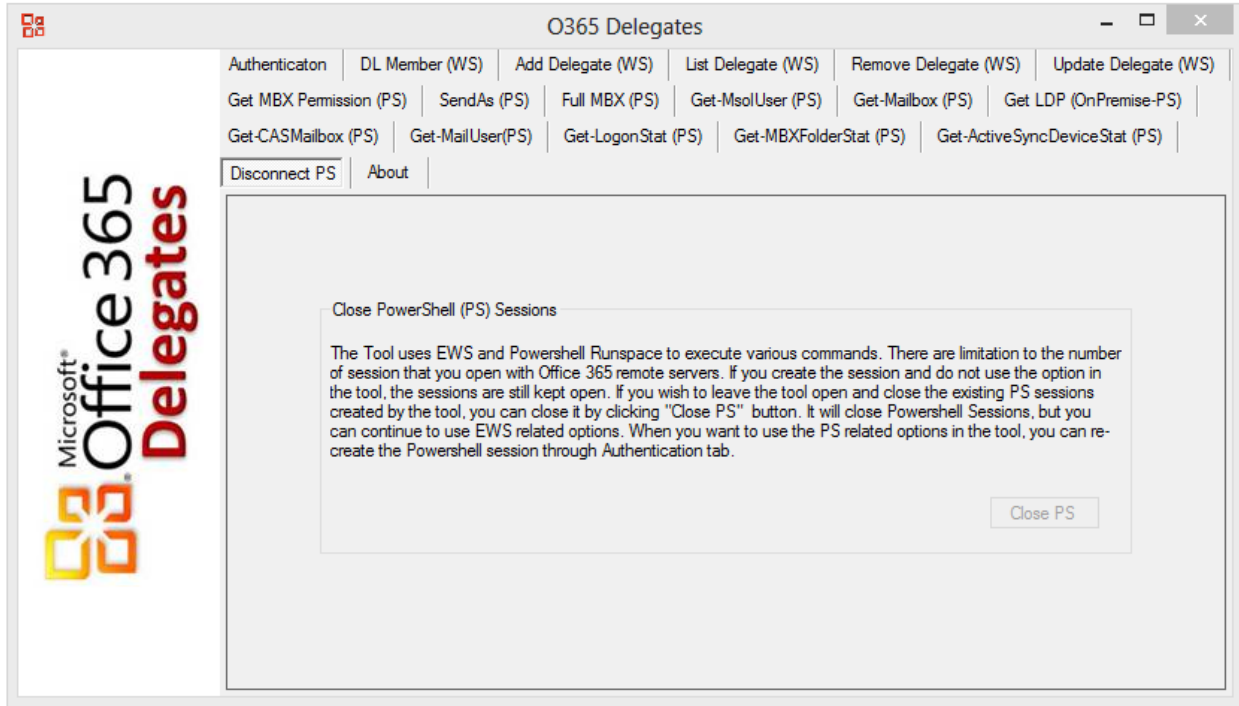 O365 Delegates
Authenticaton DL Member (WS) Add Delegate (WS) List Delegate (WS) Remove Delegate (WS) Update Delegate (WS)
Get MBX Permission (PS) SendAs (PS) Full MBX (PS) Get-MsolUser (PS) Get-Mailbox (PS) Get LDP (OnPremise-PS)
Get-CASMailbox (PS) Get-MailUser(PS) Get-LogonStat (PS) Get-MBXFolderStat (PS) Get-ActiveSyncDeviceStat (PS)
Disconnect PS About
Microsoft®
Office 365
Delegates
Close PowerShell (PS) Sessions
The Tool uses EWS and Powershell Runspace to execute various commands. There are limitation to the number
of session that you open with Office 365 remote servers. If you create the session and do not use the option in
the tool, the sessions are still kept open. If you wish to leave the tool open and close the existing PS sessions
created by the tool, you can close it by clicking "Close PS" button. It will close Powershell Sessions, but you
can continue to use EWS related options. When you want to use the PS related options in the tool, you can re-
create the Powershell session through Authentication tab.
Close PS